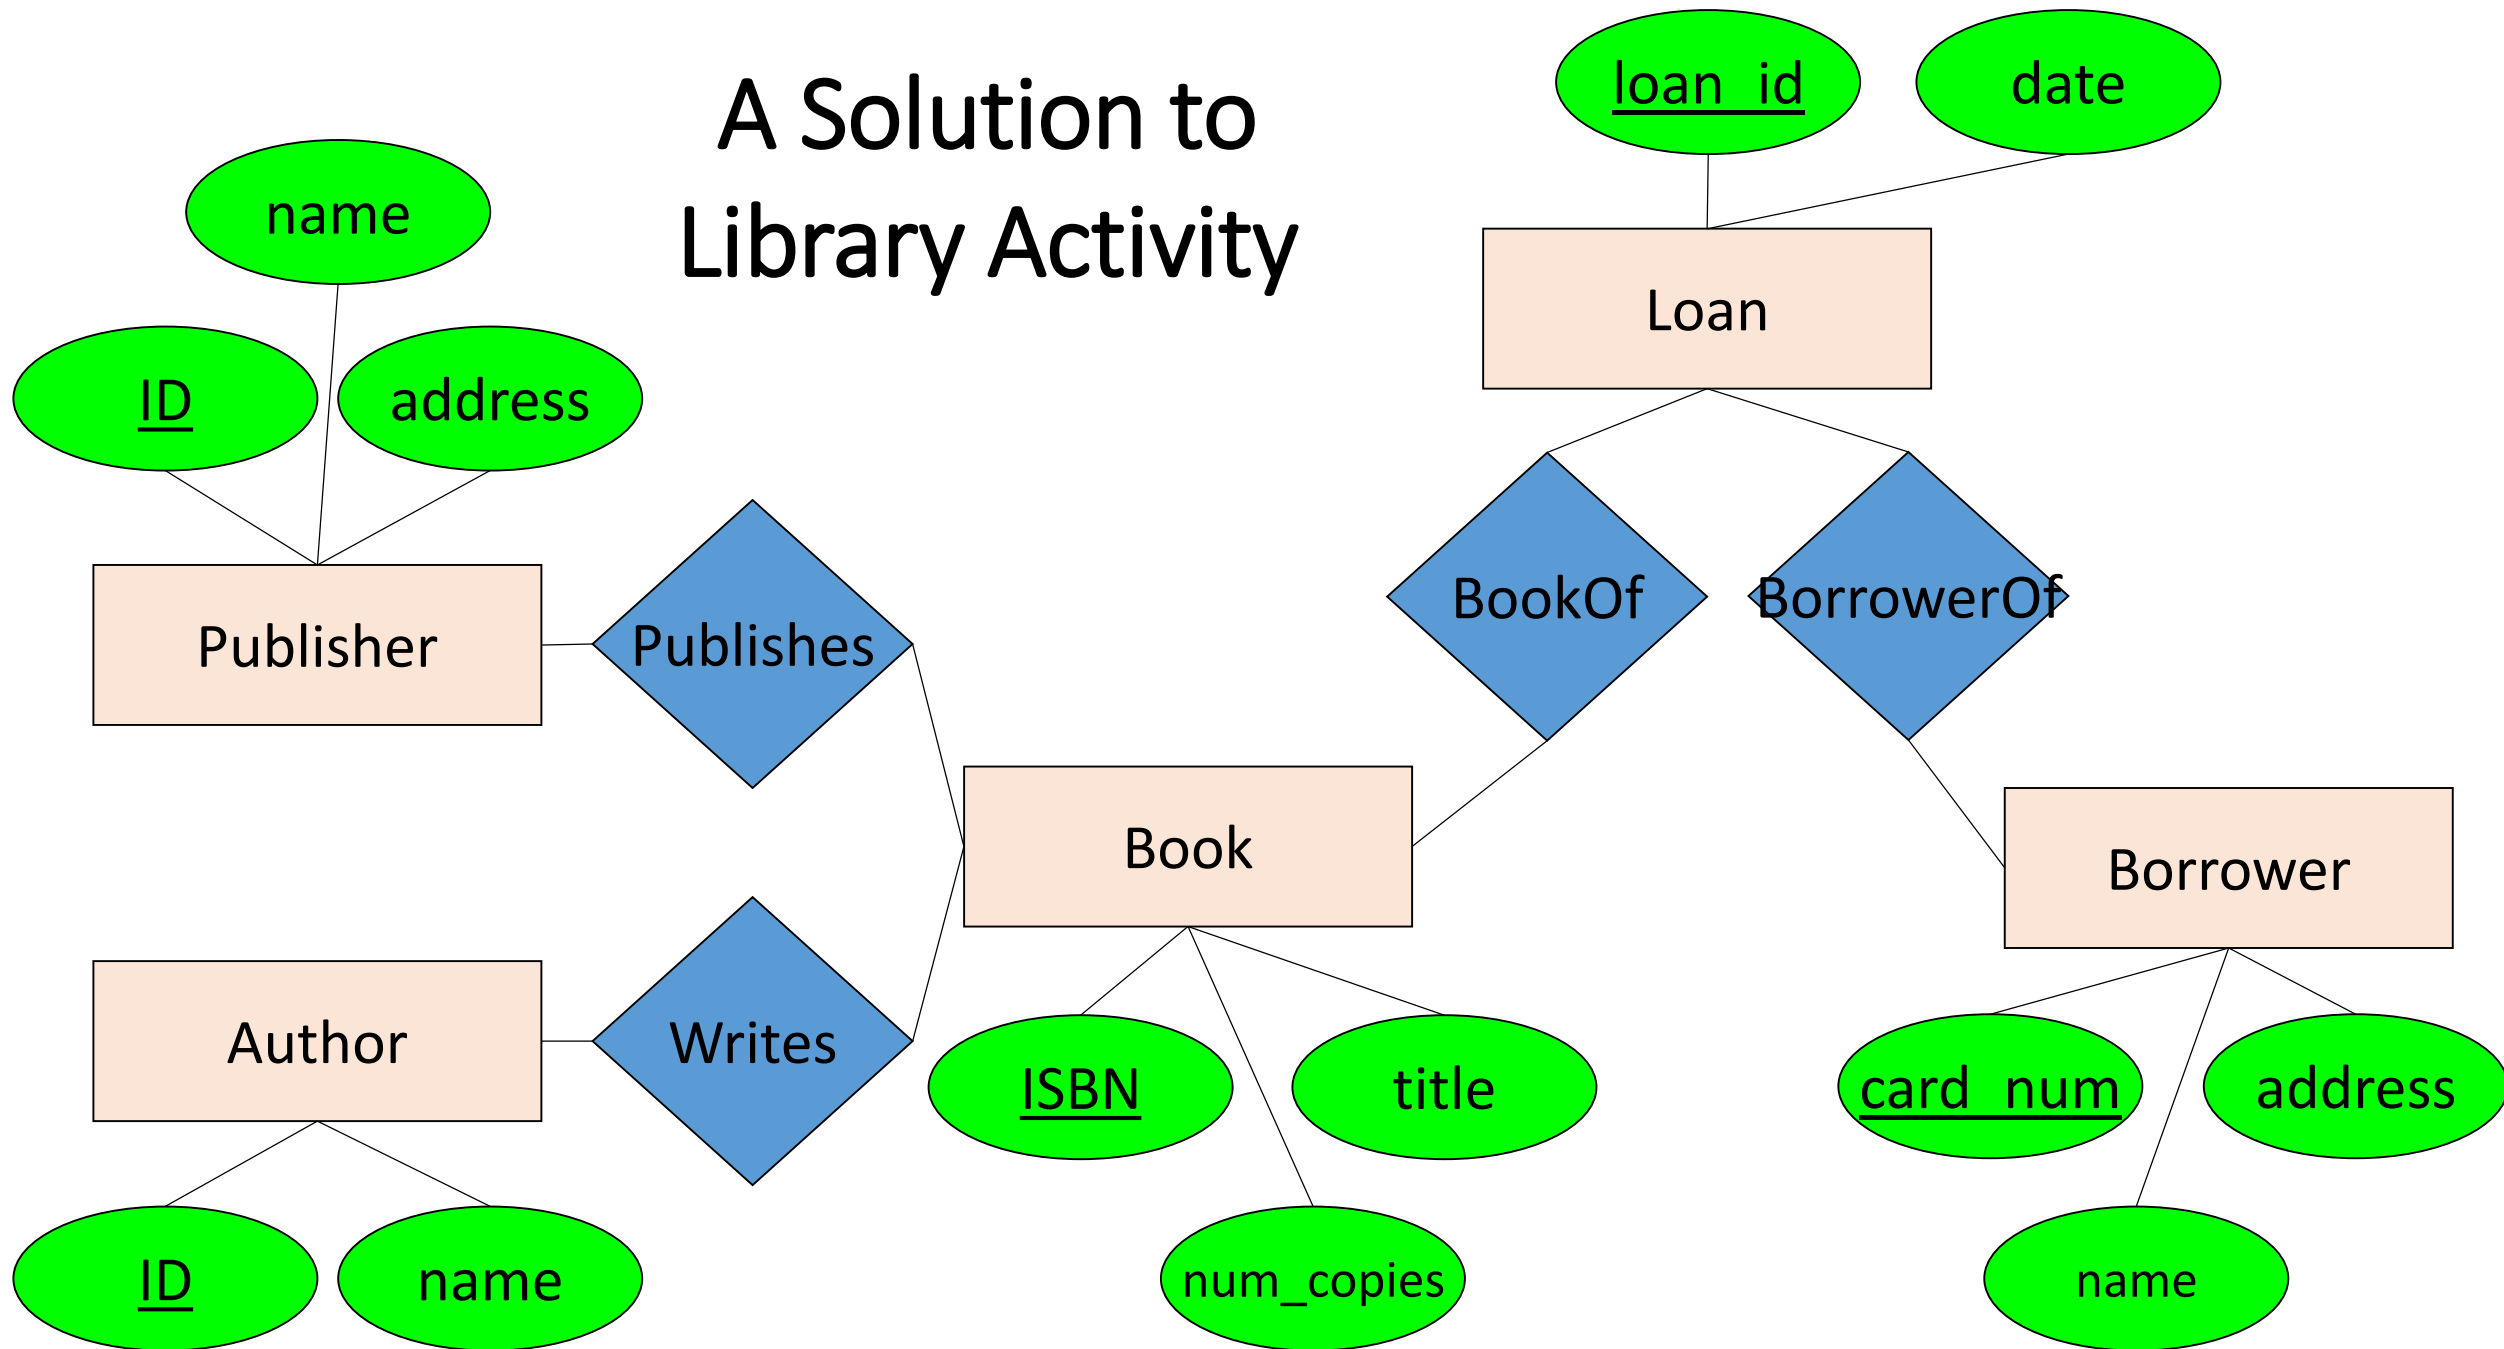 A Solution to
Library Activity
loan_id
date
name
ID
address
Loan
Publisher
Publishes
BookOf
BorrowerOf
Book
Borrower
Author
Writes
ISBN
title
card_num
address
ID
name
num_copies
name